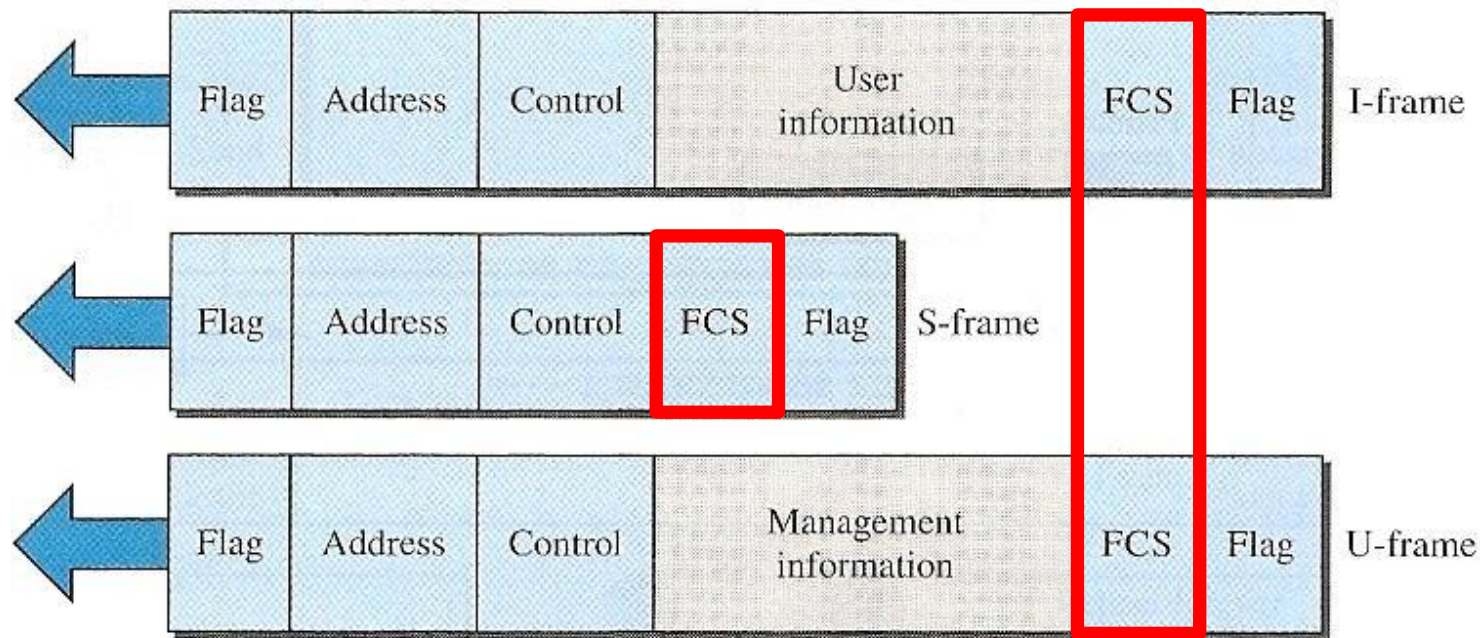 Flag Address Control User information FCS Flag I-frame
Flag Address Control FCS Flag S-frame
Flag Address Control Management information FCS Flag U-frame